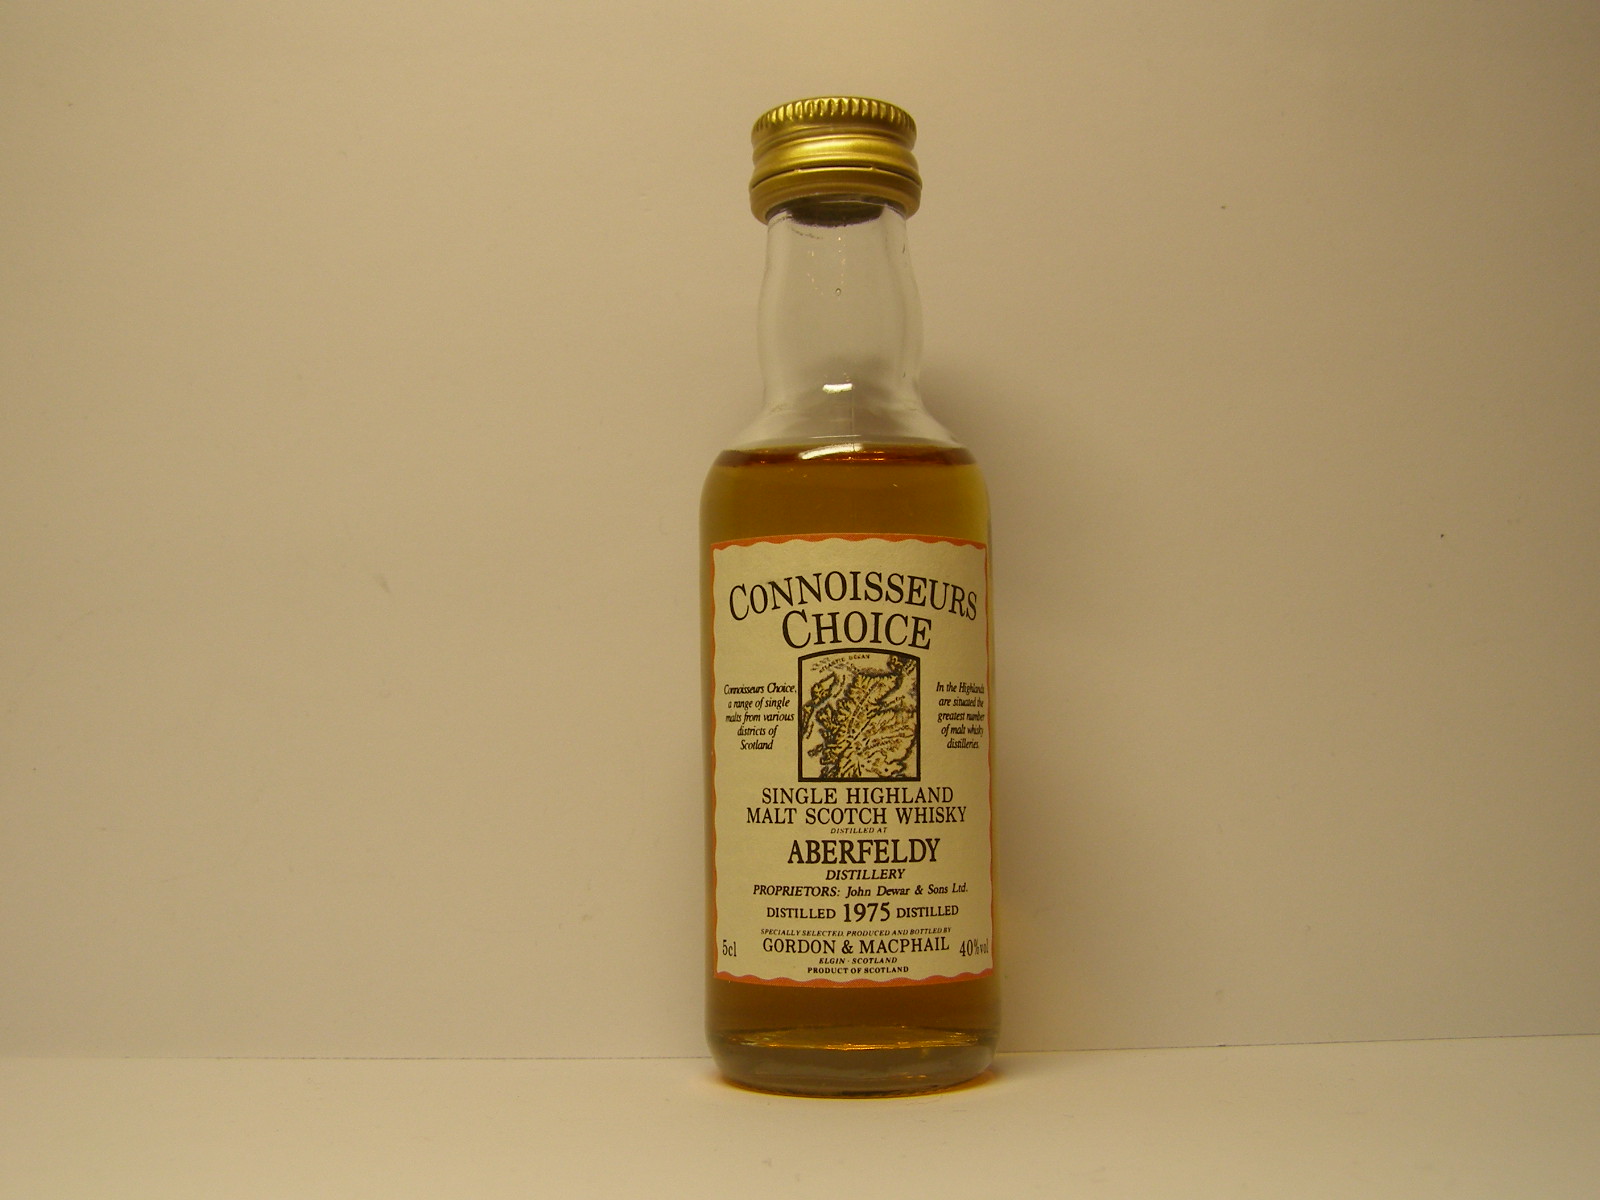 CONNOISSEURS
CHOICE
ATLANTIC OCEAN
Connoisseurs Choice,
a range of single
malts from various
districts of
Scotland
In the Highlands
are situated the
greatest number
of malt whisky
distilleries.
SINGLE HIGHLAND
MALT SCOTCH WHISKY
DISTILLED AT
ABERFELDY
DISTILLERY
PROPRIETORS: John Dewar & Sons Ltd.
DISTILLED 1975 DISTILLED
SPECIALLY SELECTED, PRODUCED AND BOTTLED BY
5cl GORDON & MACPHAIL 40%vol
ELGIN · SCOTLAND
PRODUCT OF SCOTLAND